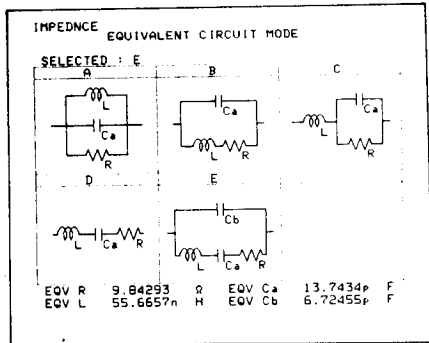 IMPEDNCE
EQUIVALENT CIRCUIT MODE
SELECTED : E
A B C
L Ca R
Ca L R
L Ca R
D E
L Ca R
Cb L Ca R
EQV R 9.84293 Ω EQV Ca 13.7434p F
EQV L 55.6657n H EQV Cb 6.72455p F